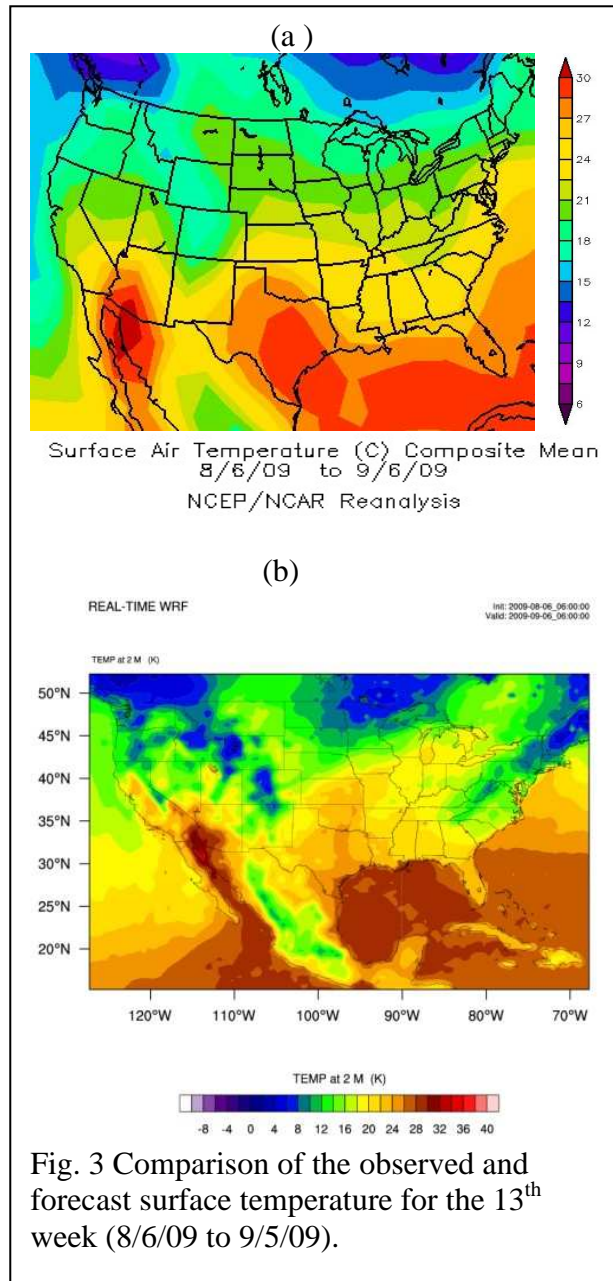 (a )
30
27
24
21
18
15
12
9
6
Surface Air Temperature (C) Composite Mean
8/6/09 to 9/6/09
NCEP/NCAR Reanalysis
(b)
REAL-TIME WRF
Init: 2009-08-06_06:00:00
Valid: 2009-09-06_06:00:00
TEMP at 2 M (K)
50°N
45°N
40°N
35°N
30°N
25°N
20°N
120°W 110°W 100°W 90°W 80°W 70°W
TEMP at 2 M (K)
-8 -4 0 4 8 12 16 20 24 28 32 36 40
Fig. 3 Comparison of the observed and
forecast surface temperature for the 13th
week (8/6/09 to 9/5/09).